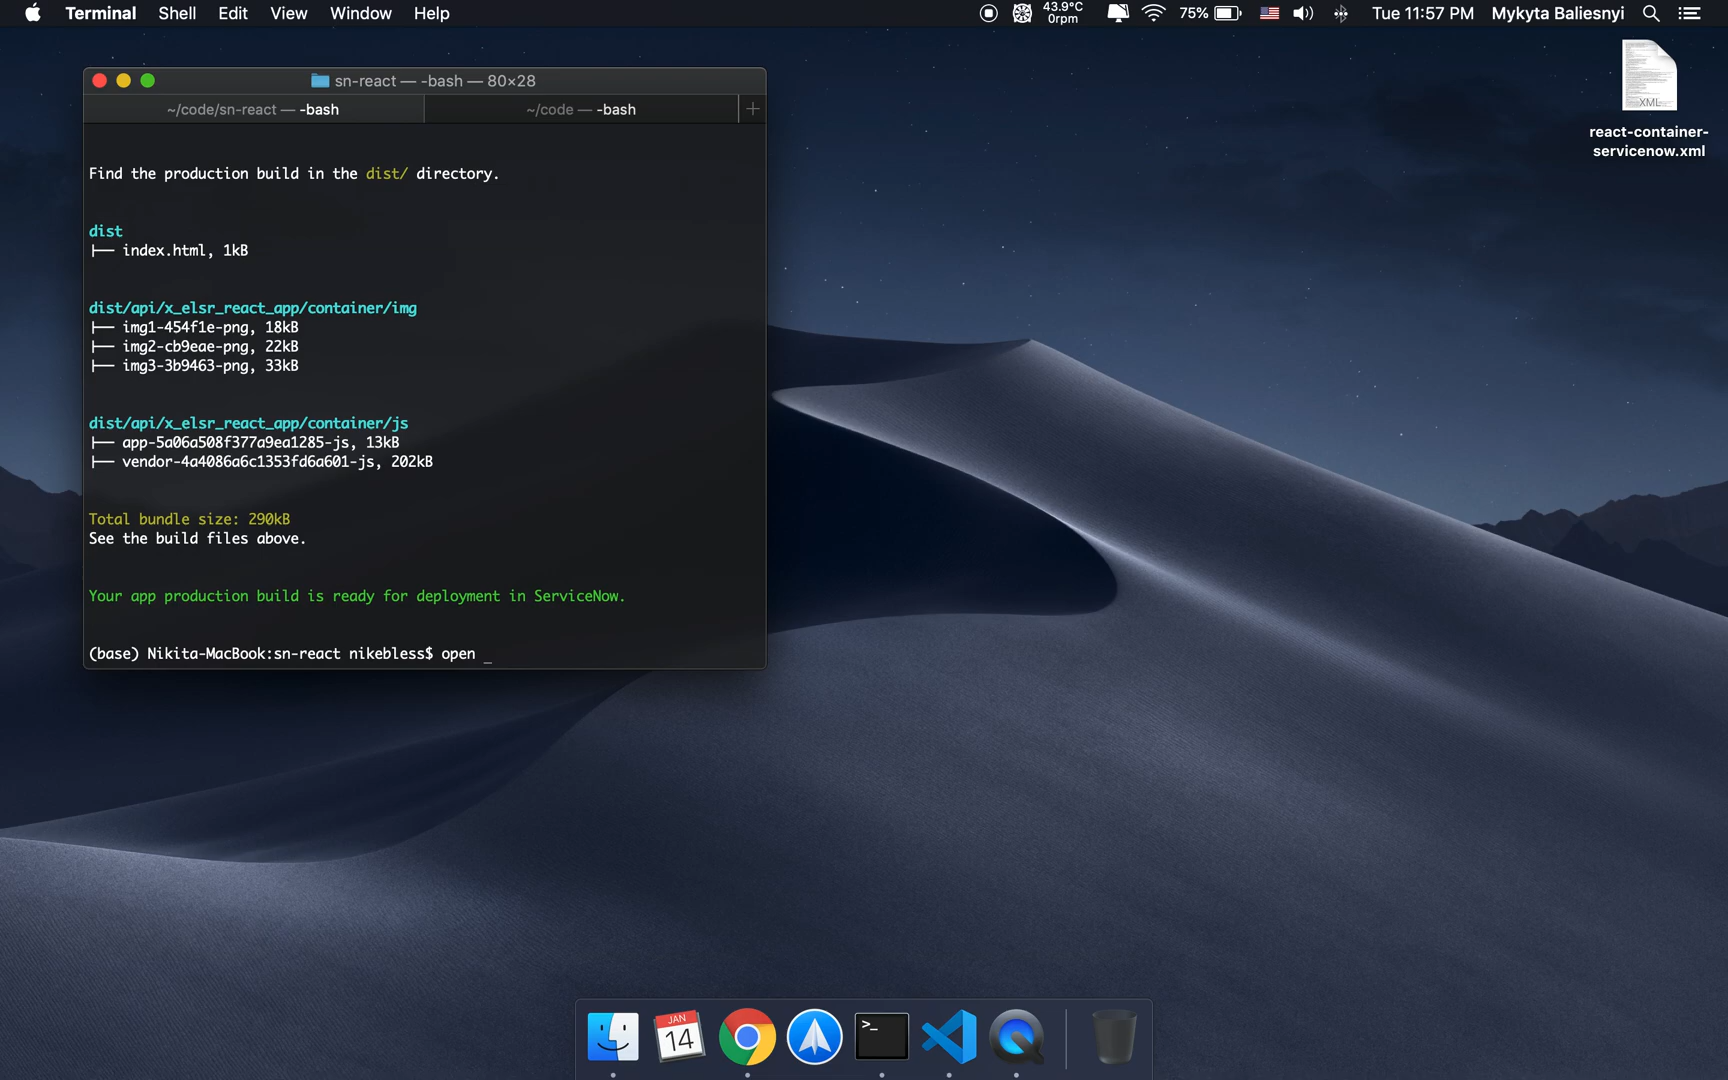 Terminal Shell Edit View Window Help 43.9°C 0rpm 75% Tue 11:57 PM Mykyta Baliesnyi
XML
react-container-
servicenow.xml
sn-react — -bash — 80×28
~/code/sn-react — -bash ~/code — -bash
Find the production build in the dist/ directory.
dist
├── index.html, 1kB
dist/api/x_elsr_react_app/container/img
├── img1-454f1e-png, 18kB
├── img2-cb9eae-png, 22kB
├── img3-3b9463-png, 33kB
dist/api/x_elsr_react_app/container/js
├── app-5a06a508f377a9ea1285-js, 13kB
├── vendor-4a4086a6c1353fd6a601-js, 202kB
Total bundle size: 290kB
See the build files above.
Your app production build is ready for deployment in ServiceNow.
(base) Nikita-MacBook:sn-react nikebless$ open _
JAN
14
>_